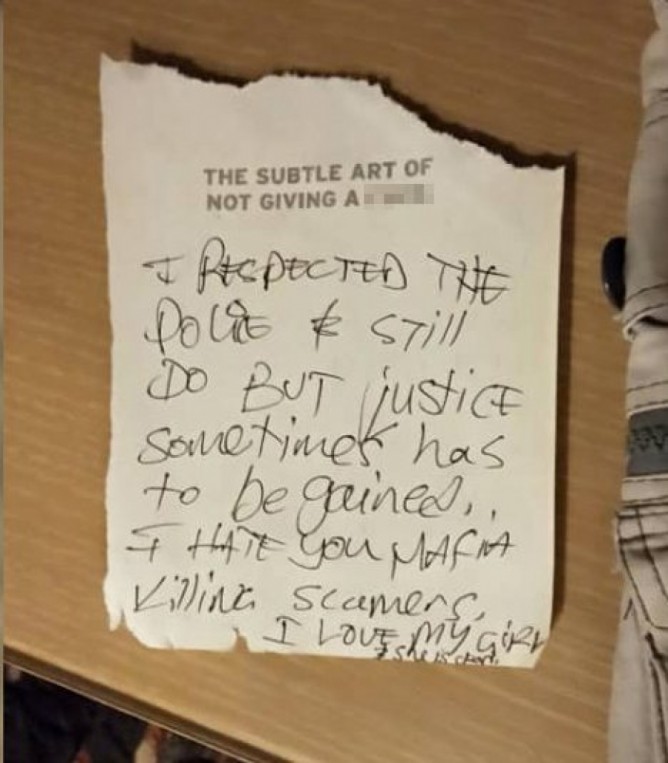 THE SUBTLE ART OF
NOT GIVING A
I RESPECTED THE
POLIE & STill
DO BUT justicE
sometimes has
to be gained..
I HATE you MAFIA
Killing scamers,
I LOVE MY GIRL